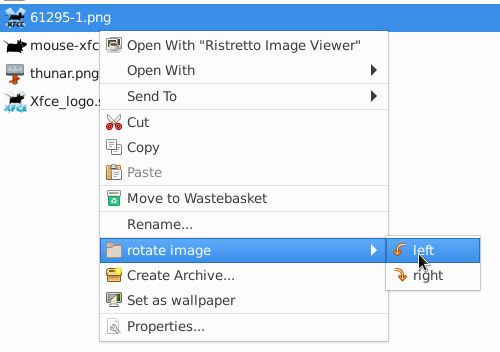 61295-1.png
mouse-xfc
thunar.png
Xfce_logo.s
Open With "Ristretto Image Viewer"
Open With
Send To
Cut
Copy
Paste
Move to Wastebasket
Rename...
rotate image
left
right
Create Archive...
Set as wallpaper
Properties...